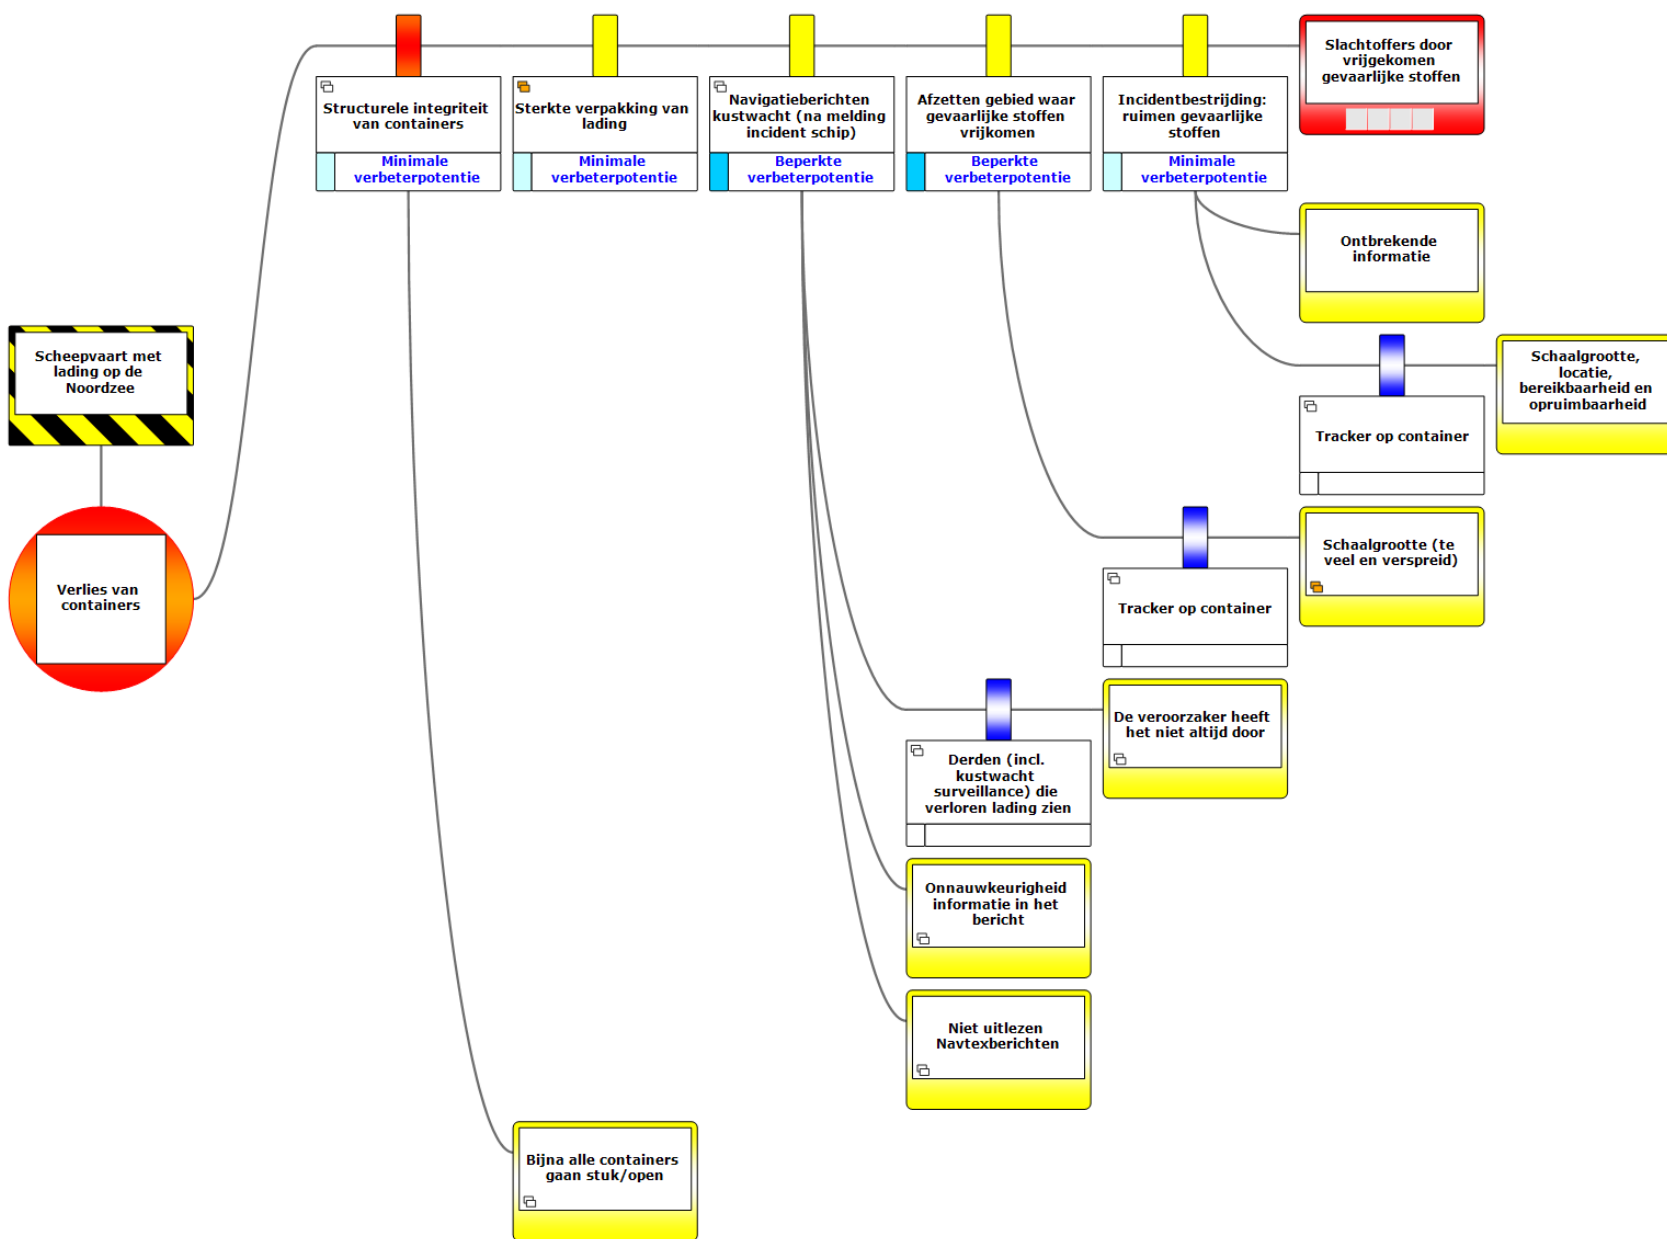 Slachtoffers door
vrijgekomen
gevaarlijke stoffen
Structurele integriteit
van containers
Minimale
verbeterpotentie
Sterkte verpakking van
lading
Minimale
verbeterpotentie
Navigatieberichten
kustwacht (na melding
incident schip)
Beperkte
verbeterpotentie
Afzetten gebied waar
gevaarlijke stoffen
vrijkomen
Beperkte
verbeterpotentie
Incidentbestrijding:
ruimen gevaarlijke
stoffen
Minimale
verbeterpotentie
Ontbrekende
informatie
Scheepvaart met
lading op de
Noordzee
Schaalgrootte,
locatie,
bereikbaarheid en
opruimbaarheid
Tracker op container
Verlies van
containers
Schaalgrootte (te
veel en verspreid)
Tracker op container
De veroorzaker heeft
het niet altijd door
Derden (incl.
kustwacht
surveillance) die
verloren lading zien
Onnauwkeurigheid
informatie in het
bericht
Niet uitlezen
Navtexberichten
Bijna alle containers
gaan stuk/open